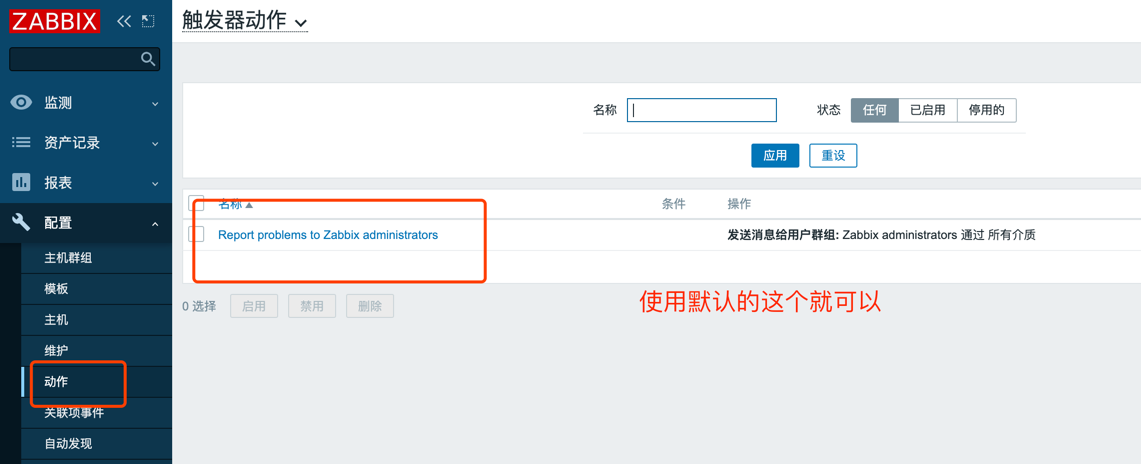 ZABBIX
触发器动作
监测
资产记录
报表
配置
主机群组
模板
主机
维护
动作
关联项事件
自动发现
名称
状态 任何 已启用 停用的
应用 重设
名称 条件 操作
Report problems to Zabbix administrators 发送消息给用户群组: Zabbix administrators 通过 所有介质
0 选择 启用 禁用 删除
使用默认的这个就可以